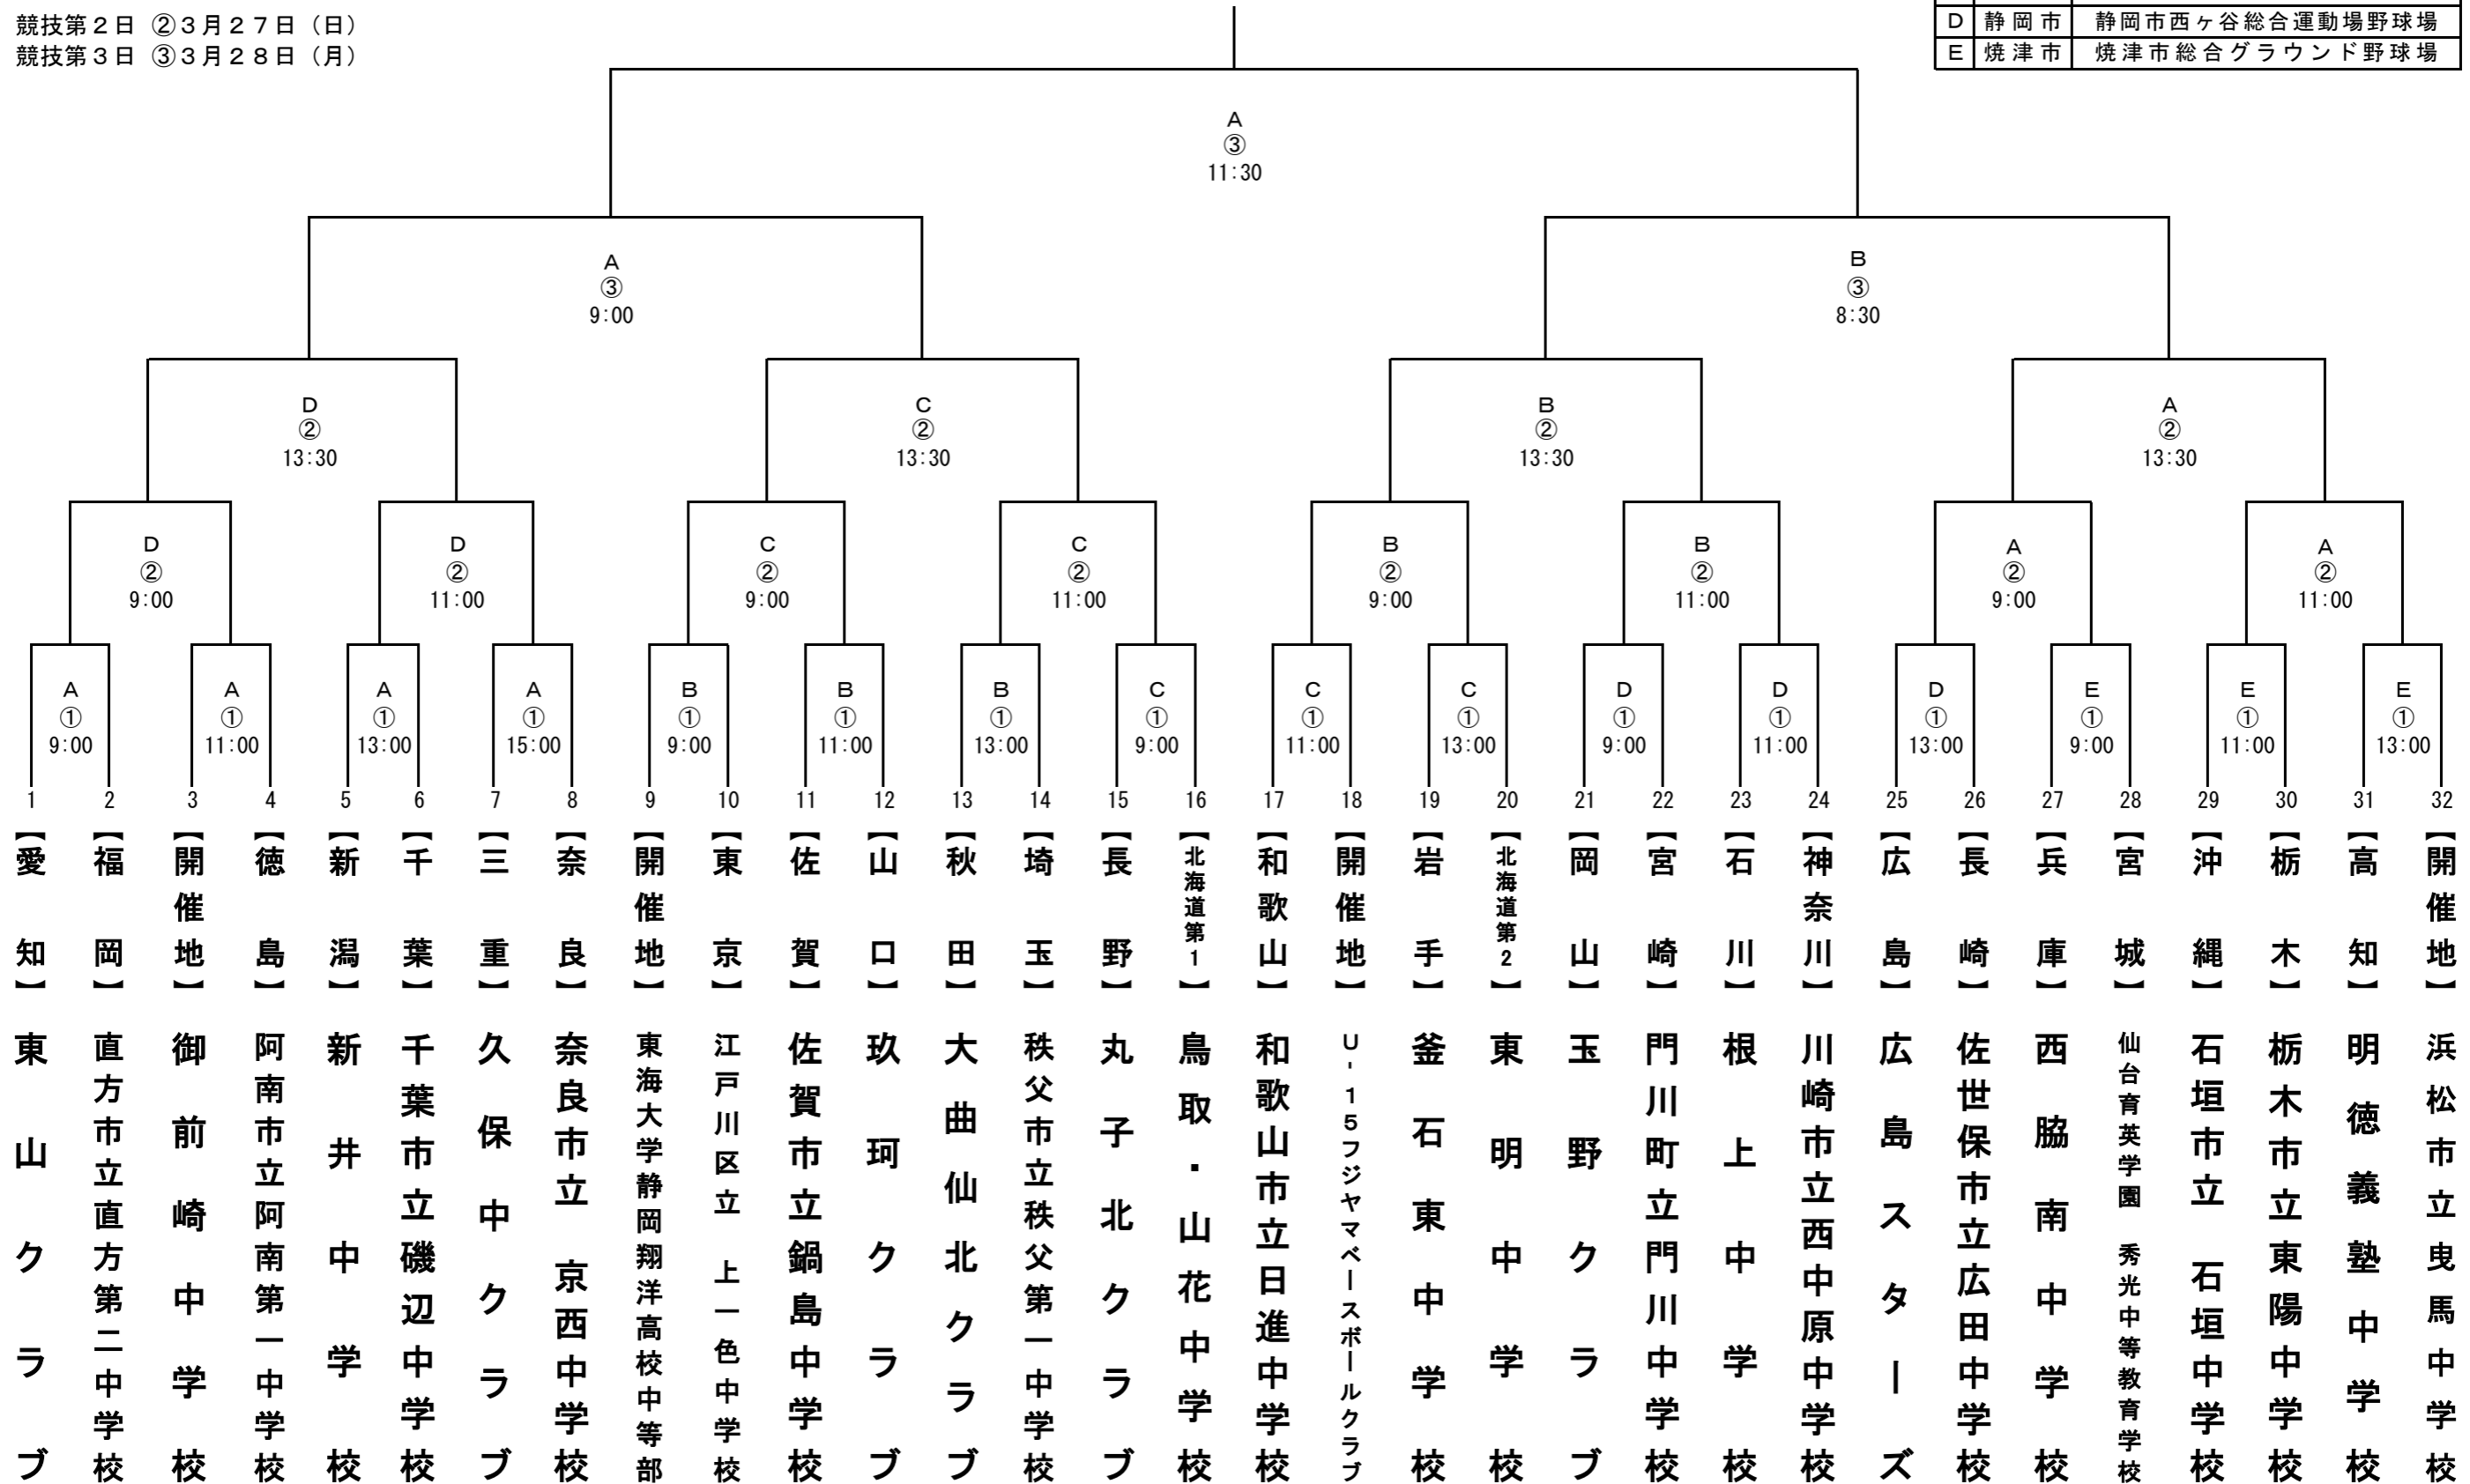 競技第２日 ②３月２７日（日）
競技第３日 ③３月２８日（月）
D 静岡市 静岡市西ヶ谷総合運動場野球場
E 焼津市 焼津市総合グラウンド野球場
A
③
11:30
A
③
9:00
B
③
8:30
D
②
13:30
C
②
13:30
B
②
13:30
A
②
13:30
D
②
9:00
D
②
11:00
C
②
9:00
C
②
11:00
B
②
9:00
B
②
11:00
A
②
9:00
A
②
11:00
A
①
9:00
A
①
11:00
A
①
13:00
A
①
15:00
B
①
9:00
B
①
11:00
B
①
13:00
C
①
9:00
C
①
11:00
C
①
13:00
D
①
9:00
D
①
11:00
D
①
13:00
E
①
9:00
E
①
11:00
E
①
13:00
1 【愛知】 東山クラブ
2 【福岡】 直方市立直方第二中学校
3 【開催地】 御前崎中学校
4 【徳島】 阿南市立阿南第一中学校
5 【新潟】 新井中学校
6 【千葉】 千葉市立磯辺中学校
7 【三重】 久保中クラブ
8 【奈良】 奈良市立 京西中学校
9 【開催地】 東海大学静岡翔洋高校中等部
10 【東京】 江戸川区立 上一色中学校
11 【佐賀】 佐賀市立鍋島中学校
12 【山口】 玖珂クラブ
13 【秋田】 大曲仙北クラブ
14 【埼玉】 秩父市立秩父第一中学校
15 【長野】 丸子北クラブ
16 【北海道第1】 鳥取・山花中学校
17 【和歌山】 和歌山市立日進中学校
18 【開催地】 U-15フジヤマベースボールクラブ
19 【岩手】 釜石東中学校
20 【北海道第2】 東明中学校
21 【岡山】 玉野クラブ
22 【宮崎】 門川町立門川中学校
23 【石川】 根上中学校
24 【神奈川】 川崎市立西中原中学校
25 【広島】 広島スターズ
26 【長崎】 佐世保市立広田中学校
27 【兵庫】 西脇南中学校
28 【宮城】 仙台育英学園 秀光中等教育学校
29 【沖縄】 石垣市立 石垣中学校
30 【栃木】 栃木市立東陽中学校
31 【高知】 明徳義塾中学校
32 【開催地】 浜松市立曳馬中学校